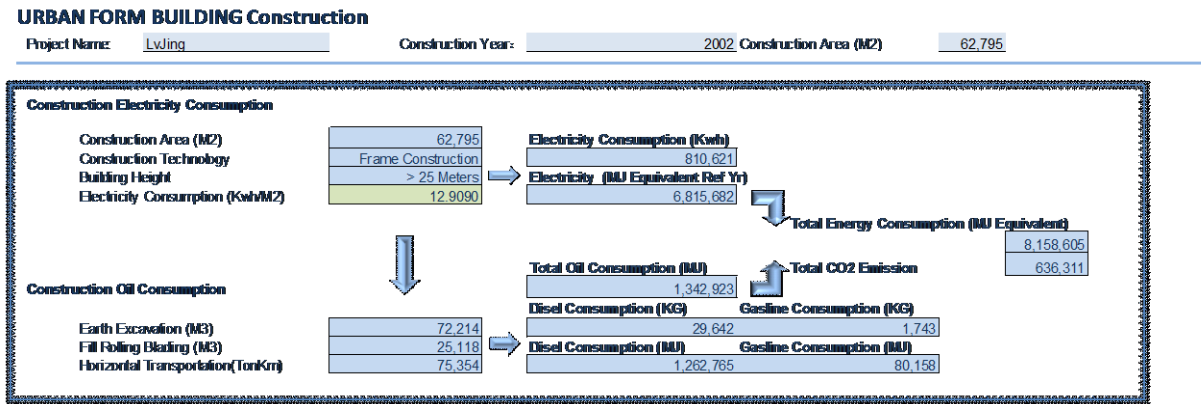 URBAN FORM BUILDING Construction
Project Name: LvJing Construction Year: 2002 Construction Area (M2) 62,795
Construction Electricity Consumption
Construction Area (M2) 62,795 Electricity Consumption (Kwh)
Construction Technology Frame Construction 810,621
Building Height > 25 Meters Electricity (MJ Equivalent Ref Yr)
Electricity Consumption (Kwh/M2) 12.9090 6,815,682
Total Energy Consumption (MJ Equivalent)
8,158,605
Total Oil Consumption (MJ) Total CO2 Emission 636,311
Construction Oil Consumption 1,342,923
Disel Consumption (KG) Gasline Consumption (KG)
Earth Excavation (M3) 72,214 29,642 1,743
Fill Rolling Blading (M3) 25,118 Disel Consumption (MJ) Gasline Consumption (MJ)
Horizontal Transportation(TonKm) 75,354 1,262,765 80,158